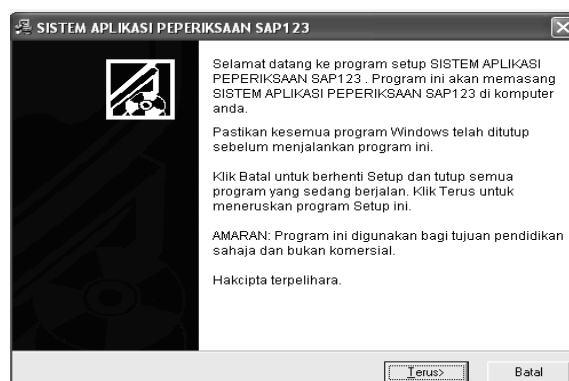 SISTEM APLIKASI PEPERIKSAAN SAP123
Selamat datang ke program setup SISTEM APLIKASI
PEPERIKSAAN SAP123 . Program ini akan memasang
SISTEM APLIKASI PEPERIKSAAN SAP123 di komputer
anda.
Pastikan kesemua program Windows telah ditutup
sebelum menjalankan program ini.
Klik Batal untuk berhenti Setup dan tutup semua
program yang sedang berjalan. Klik Terus untuk
meneruskan program Setup ini.
AMARAN: Program ini digunakan bagi tujuan pendidikan
sahaja dan bukan komersial.
Hakcipta terpelihara.
Terus>
Batal